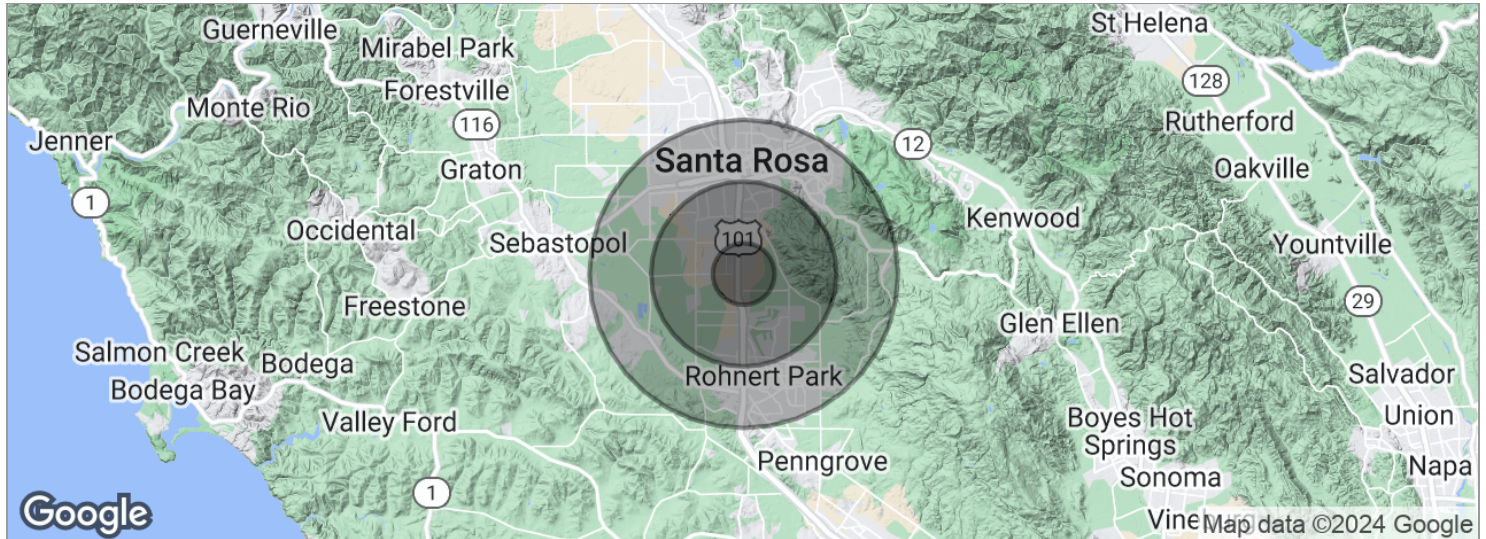 Guerneville
Mirabel Park
St Helena
Forestville
128
Monte Rio
116
Rutherford
Jenner
12
Santa Rosa
Graton
Oakville
1
Kenwood
Occidental
Sebastopol
101
Yountville
Freestone
29
Glen Ellen
Salmon Creek
Bodega
Rohnert Park
Salvador
Bodega Bay
Valley Ford
Boyes Hot
Springs
Union
Penngrove
Napa
Sonoma
1
Google
Map data ©2024 Google